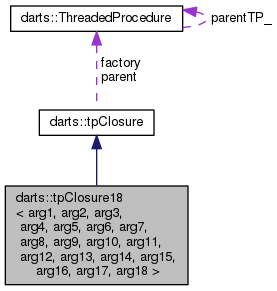 darts::ThreadedProcedure
parentTP_
factory
parent
darts::tpClosure
darts::tpClosure18
< arg1, arg2, arg3,
arg4, arg5, arg6, arg7,
arg8, arg9, arg10, arg11,
arg12, arg13, arg14, arg15,
arg16, arg17, arg18 >